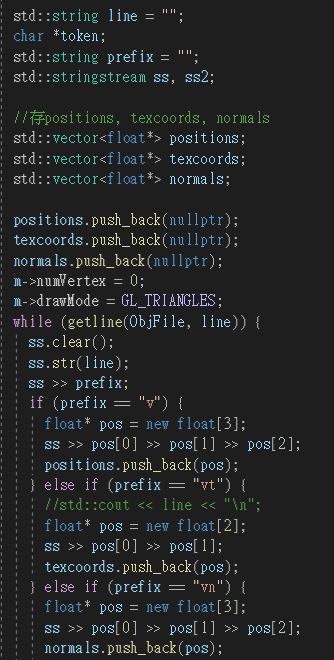 std::string line = "";
char *token;
std::string prefix = "";
std::stringstream ss, ss2;
//存positions, texcoords, normals
std::vector<float*> positions;
std::vector<float*> texcoords;
std::vector<float*> normals;
positions.push_back(nullptr);
texcoords.push_back(nullptr);
normals.push_back(nullptr);
m->numVertex = 0;
m->drawMode = GL_TRIANGLES;
while (getline(ObjFile, line)) {
ss.clear();
ss.str(line);
ss >> prefix;
if (prefix == "v") {
float* pos = new float[3];
ss >> pos[0] >> pos[1] >> pos[2];
positions.push_back(pos);
} else if (prefix == "vt") {
//std::cout << line << "\n";
float* pos = new float[2];
ss >> pos[0] >> pos[1];
texcoords.push_back(pos);
} else if (prefix == "vn") {
float* pos = new float[3];
ss >> pos[0] >> pos[1] >> pos[2];
normals.push_back(pos);